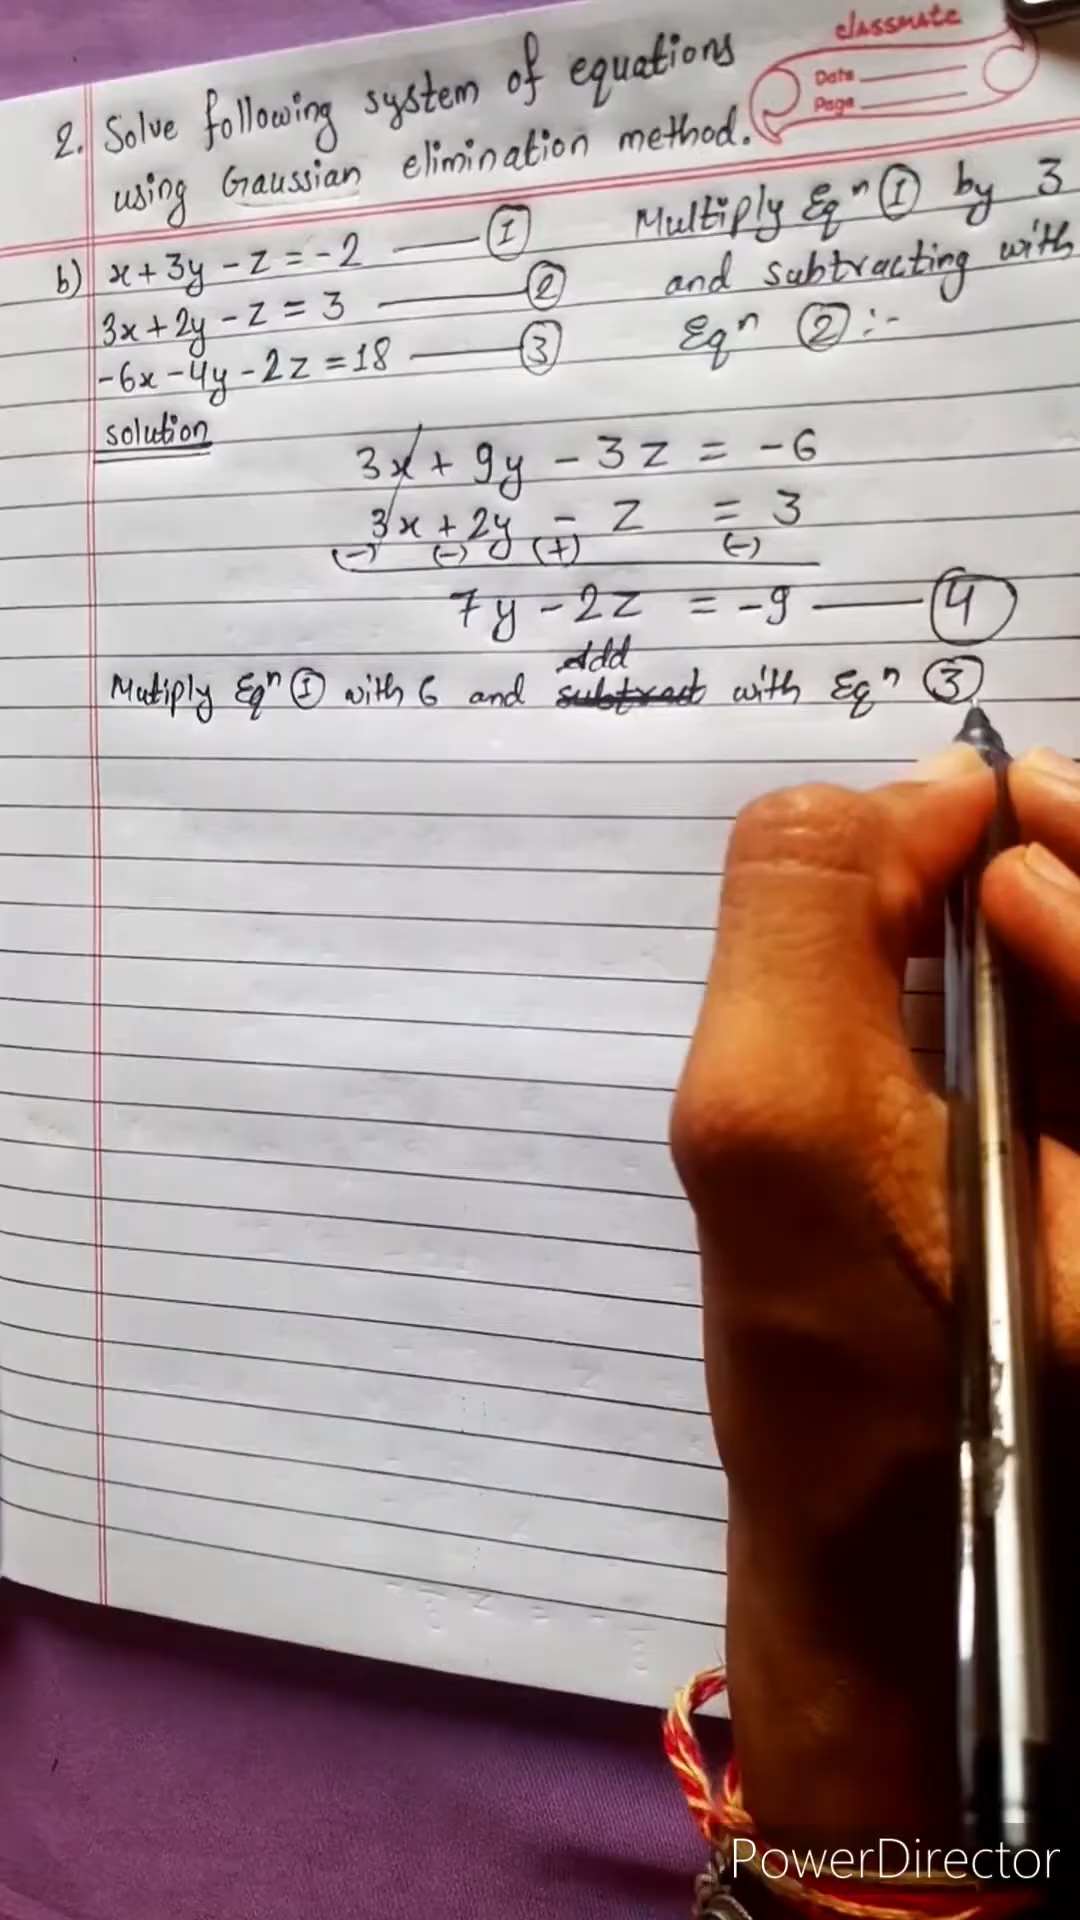 classmate
Date
Page
2. Solve following system of equations
using Gaussian elimination method.
b) x + 3y - z = -2 —— ①
3x + 2y - z = 3 —— ②
-6x - 4y - 2z = 18 —— ③
Multiply Eqⁿ ① by 3
and subtracting with
Eqⁿ ② :-
solution
3x + 9y - 3z = -6
3x + 2y - z = 3
(-) (-) (+) (-)
7y - 2z = -9 —— ④
Add
Mutiply Eqⁿ ① with 6 and subtract with Eqⁿ ③
PowerDirector